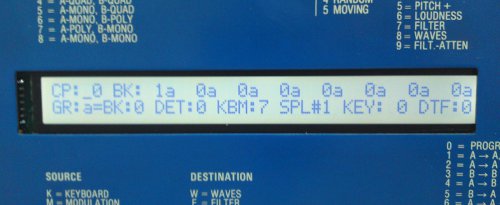 4 = QUAD, B-QUAD
5 = A-MONO, B-QUAD
6 = A-MONO, B-POLY
7 = A-POLY, B-MONO
8 = A-MONO, B-MONO
4 RANDOM
5 MOVING
5 = PITCH +
6 = LOUDNESS
7 = FILTER
8 = WAVES
9 = FILT.-ATTEN
CP:_0 BK: 1a 0a 0a 0a 0a 0a 0a 0a
GR:a=BK:0 DET:0 KBM:7 SPL#1 KEY: 0 DTF:0
SOURCE
K = KEYBOARD
M = MODULATION
DESTINATION
W = WAVES
F = FILTER
0 = PROGR
1 = A → A
2 = A → A
3 = B → B
4 = A → B
5 = A → B
6 = A →